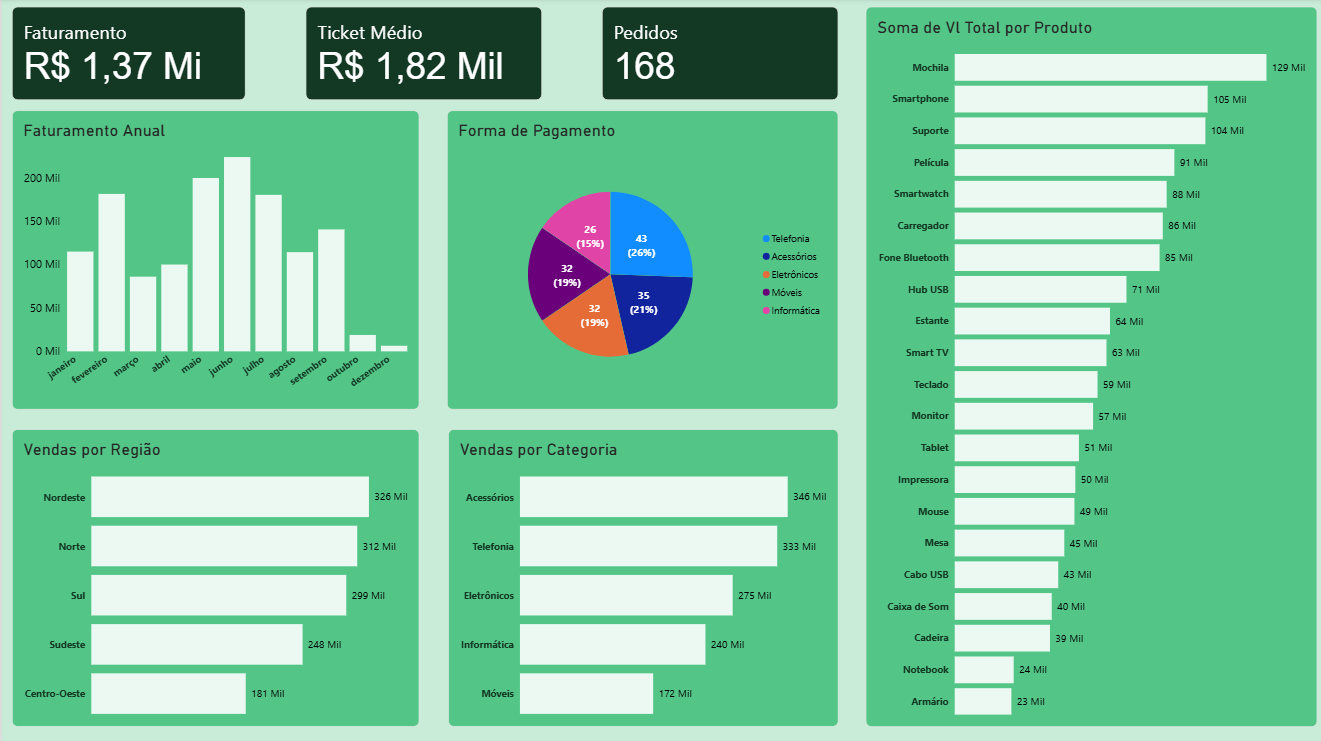 Faturamento
R$ 1,37 Mi
Ticket Médio
R$ 1,82 Mil
Pedidos
168
Faturamento Anual
200 Mil
150 Mil
100 Mil
50 Mil
0 Mil
janeiro
fevereiro
março
abril
maio
junho
julho
agosto
setembro
outubro
dezembro
Forma de Pagamento
43
(26%)
35
(21%)
32
(19%)
32
(19%)
26
(15%)
Telefonia
Acessórios
Eletrônicos
Móveis
Informática
Vendas por Região
Nordeste 326 Mil
Norte 312 Mil
Sul 299 Mil
Sudeste 248 Mil
Centro-Oeste 181 Mil
Vendas por Categoria
Acessórios 346 Mil
Telefonia 333 Mil
Eletrônicos 275 Mil
Informática 240 Mil
Móveis 172 Mil
Soma de Vl Total por Produto
Mochila 129 Mil
Smartphone 105 Mil
Suporte 104 Mil
Película 91 Mil
Smartwatch 88 Mil
Carregador 86 Mil
Fone Bluetooth 85 Mil
Hub USB 71 Mil
Estante 64 Mil
Smart TV 63 Mil
Teclado 59 Mil
Monitor 57 Mil
Tablet 51 Mil
Impressora 50 Mil
Mouse 49 Mil
Mesa 45 Mil
Cabo USB 43 Mil
Caixa de Som 40 Mil
Cadeira 39 Mil
Notebook 24 Mil
Armário 23 Mil